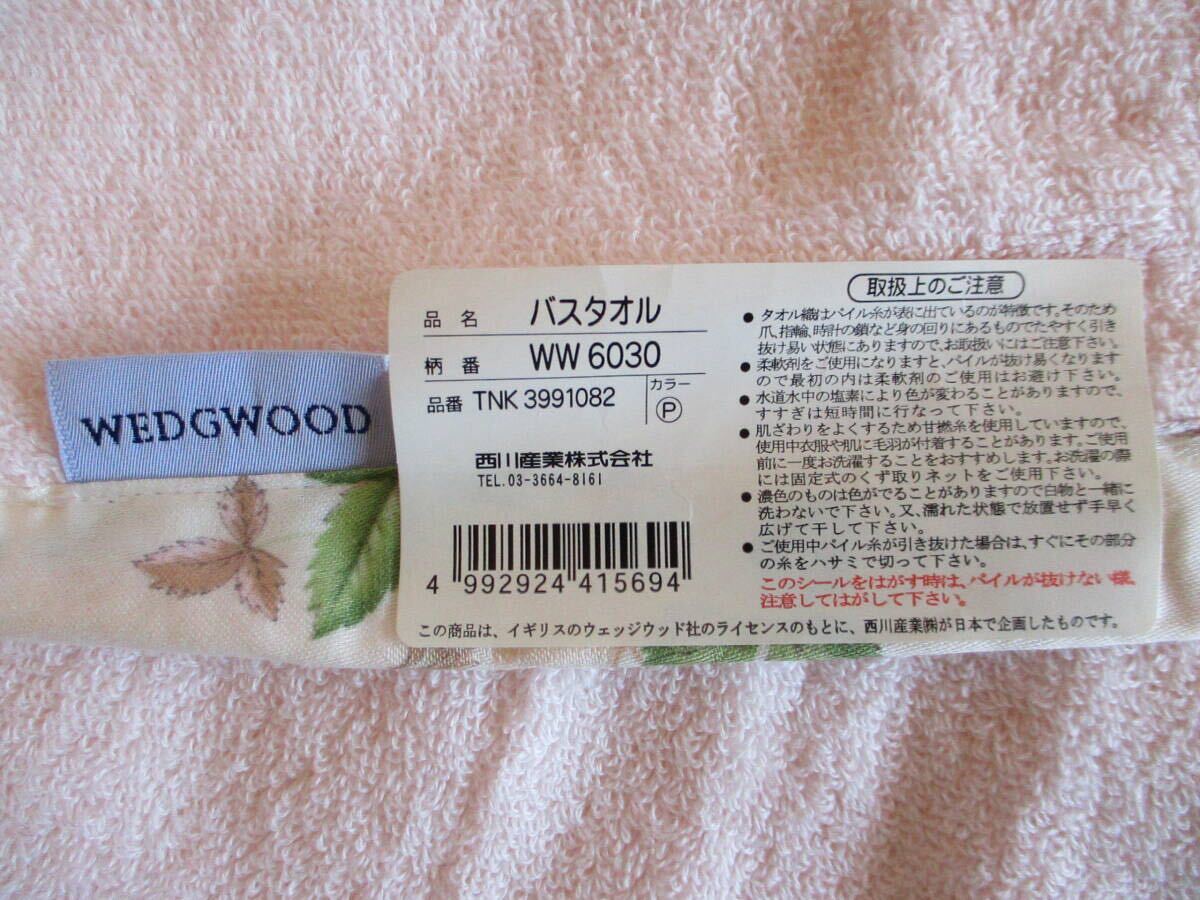 WEDGWOOD
品 名 バスタオル
柄 番 WW 6030
品番 TNK 3991082
カラー
Ⓟ
西川産業株式会社
TEL.03-3664-8161
4 992924 415694
取扱上のご注意
● タオル織はパイル糸が表に出ているのが特徴です。そのため
爪、指輪、時計の鎖など身の回りにあるものでたやすく引き
抜け易い状態にありますので、お取扱いにはご注意下さい。
● 柔軟剤をご使用になりますと、パイルが抜け易くなります
ので最初の内は柔軟剤のご使用はお避け下さい。
● 水道水中の塩素により色が変わることがありますので、
すすぎは短時間に行なって下さい。
● 肌ざわりをよくするため甘撚糸を使用していますので、
使用中衣服や肌に毛羽が付着することがあります。ご使用
前に一度お洗濯することをおすすめします。お洗濯の際
には固定式のくず取りネットをご使用下さい。
● 濃色のものは色がでることがありますので白物と一緒に
洗わないで下さい。又、濡れた状態で放置せず手早く
広げて干して下さい。
● ご使用中パイル糸が引き抜けた場合は、すぐにその部分
の糸をハサミで切って下さい。
このシールをはがす時は、パイルが抜けない様、
注意してはがして下さい。
この商品は、イギリスのウェッジウッド社のライセンスのもとに、西川産業㈱が日本で企画したものです。